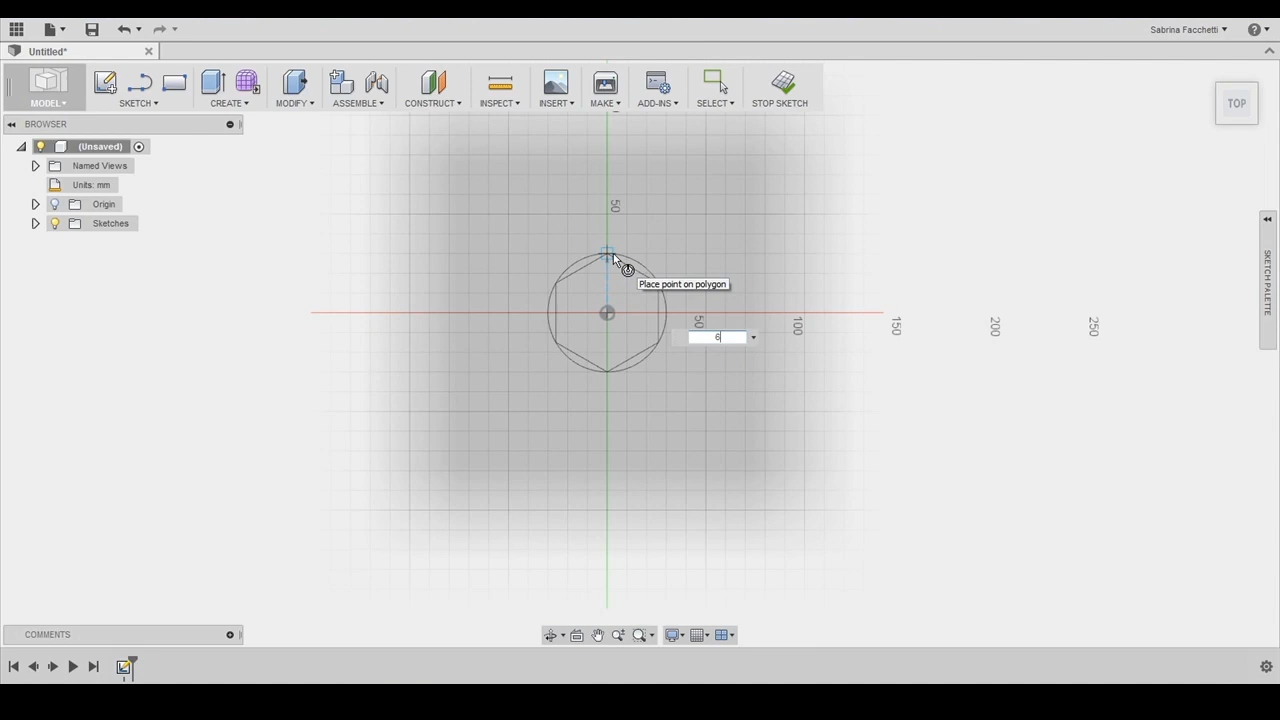 Sabrina Facchetti
Untitled*
MODEL
SKETCH
CREATE
MODIFY
ASSEMBLE
CONSTRUCT
INSPECT
INSERT
MAKE
ADD-INS
SELECT
STOP SKETCH
TOP
BROWSER
(Unsaved)
Named Views
Units: mm
Origin
Sketches
50
Place point on polygon
50
100
150
200
250
6
SKETCH PALETTE
COMMENTS